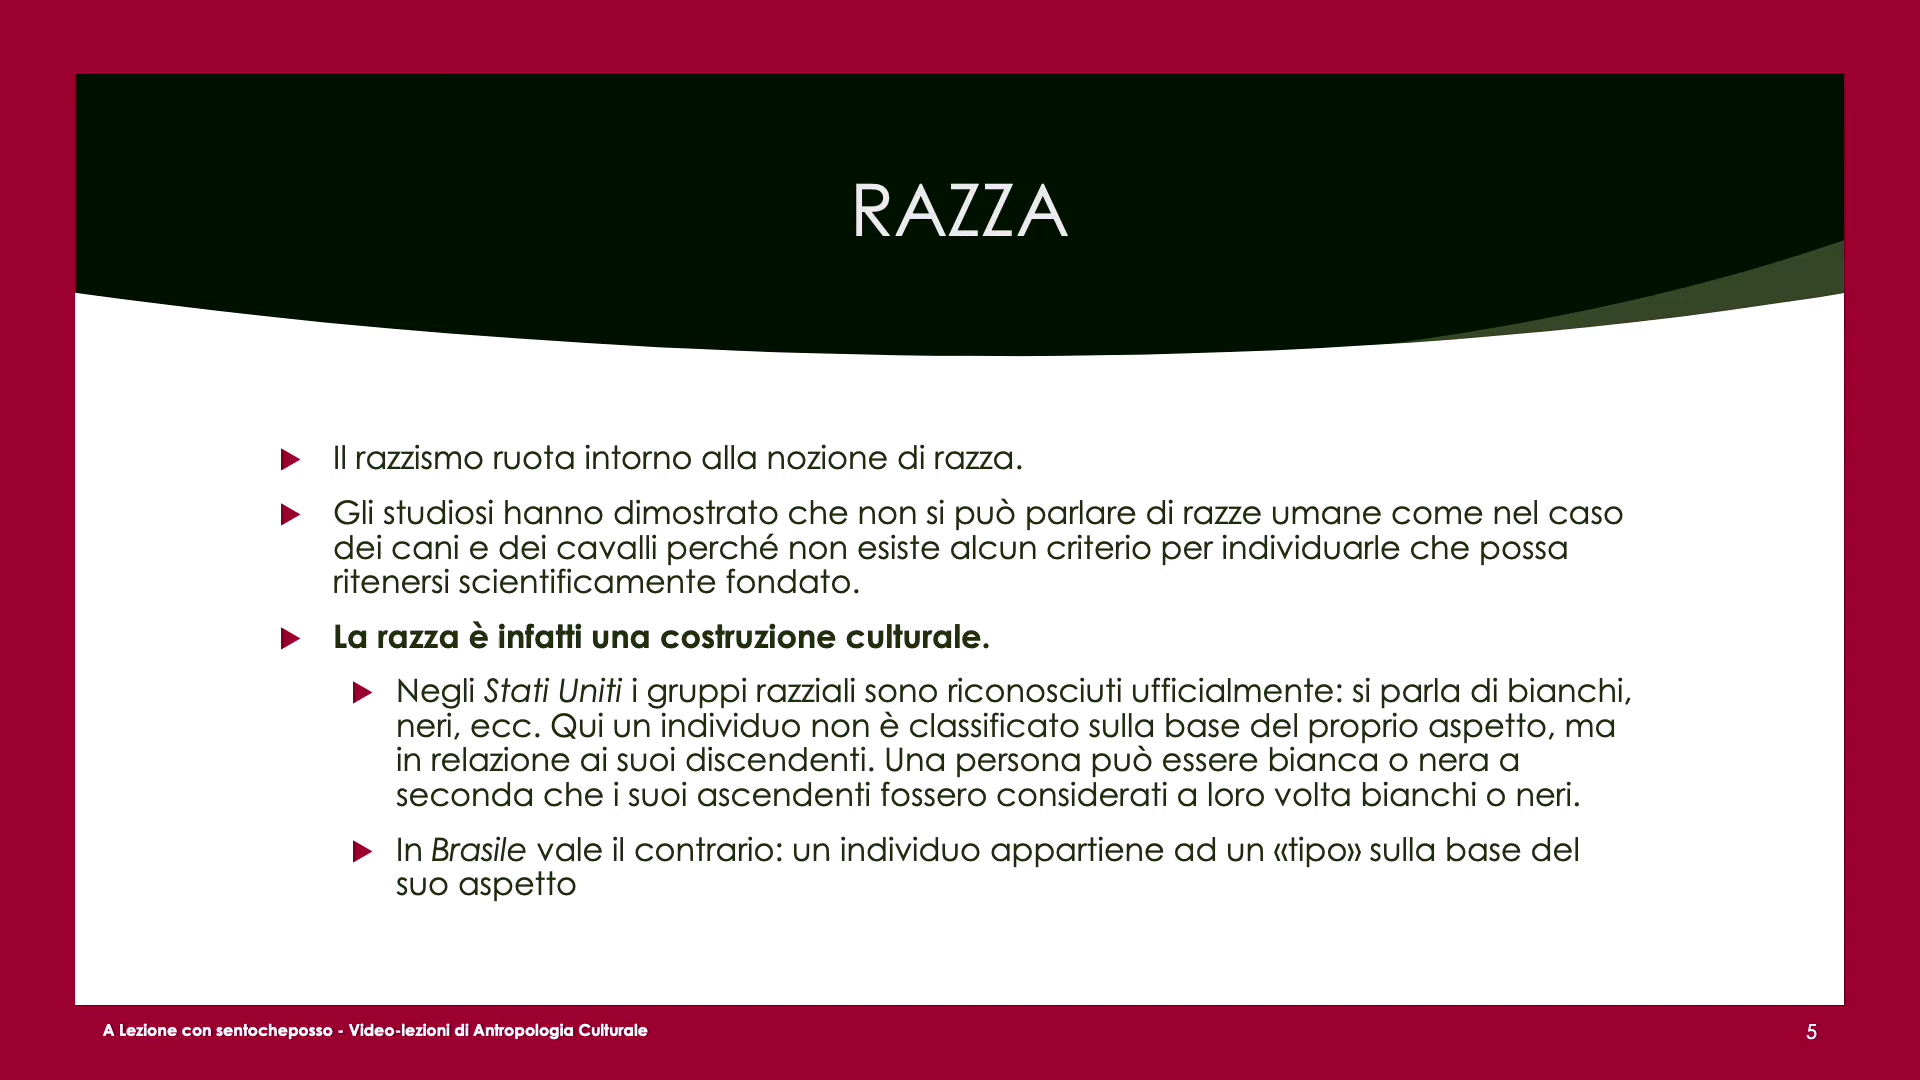 RAZZA
Il razzismo ruota intorno alla nozione di razza.
Gli studiosi hanno dimostrato che non si può parlare di razze umane come nel caso
dei cani e dei cavalli perché non esiste alcun criterio per individuarle che possa
ritenersi scientificamente fondato.
La razza è infatti una costruzione culturale.
Negli Stati Uniti i gruppi razziali sono riconosciuti ufficialmente: si parla di bianchi,
neri, ecc. Qui un individuo non è classificato sulla base del proprio aspetto, ma
in relazione ai suoi discendenti. Una persona può essere bianca o nera a
seconda che i suoi ascendenti fossero considerati a loro volta bianchi o neri.
In Brasile vale il contrario: un individuo appartiene ad un «tipo» sulla base del
suo aspetto
A Lezione con sentocheposso - Video-lezioni di Antropologia Culturale
5